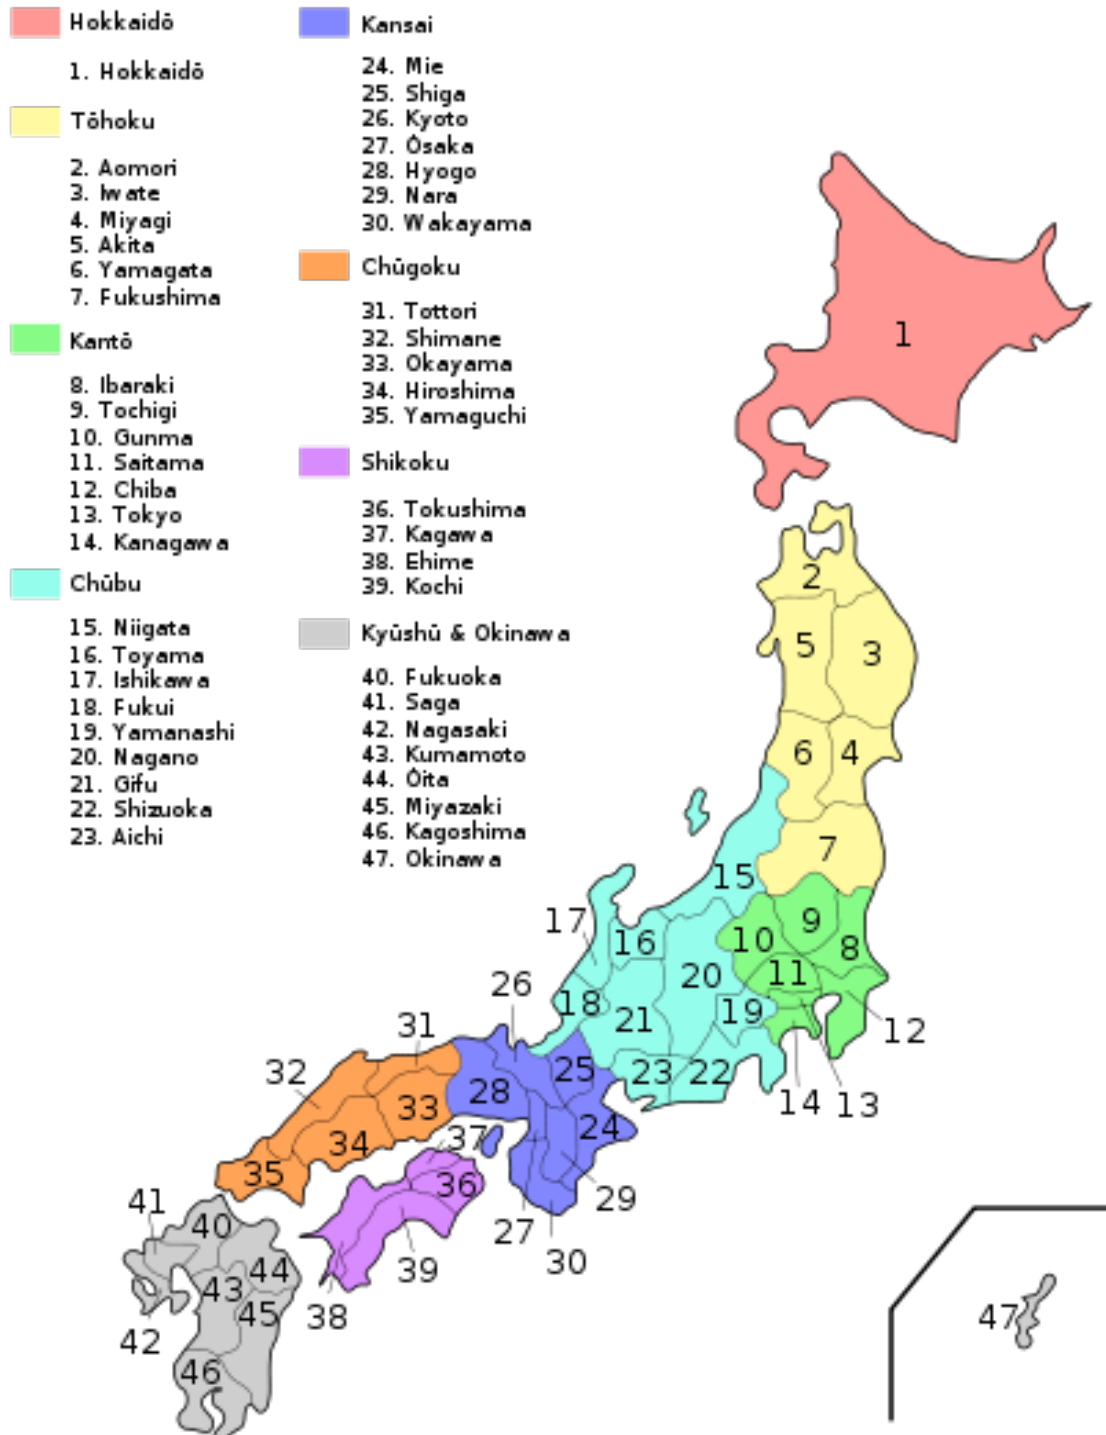 Hokkaidō
1. Hokkaidō
Tōhoku
2. Aomori
3. Iwate
4. Miyagi
5. Akita
6. Yamagata
7. Fukushima
Kantō
8. Ibaraki
9. Tochigi
10. Gunma
11. Saitama
12. Chiba
13. Tokyo
14. Kanagawa
Chūbu
15. Niigata
16. Toyama
17. Ishikawa
18. Fukui
19. Yamanashi
20. Nagano
21. Gifu
22. Shizuoka
23. Aichi
Kansai
24. Mie
25. Shiga
26. Kyoto
27. Ōsaka
28. Hyogo
29. Nara
30. Wakayama
Chūgoku
31. Tottori
32. Shimane
33. Okayama
34. Hiroshima
35. Yamaguchi
Shikoku
36. Tokushima
37. Kagawa
38. Ehime
39. Kochi
Kyūshū & Okinawa
40. Fukuoka
41. Saga
42. Nagasaki
43. Kumamoto
44. Ōita
45. Miyazaki
46. Kagoshima
47. Okinawa
1
2
5
3
6
4
7
15
9
17
16
10
8
11
20
26
18
19
21
12
31
32
25
23
22
28
33
14
13
24
34
37
35
36
29
41
40
27
30
44
39
43
45
42
38
47
46